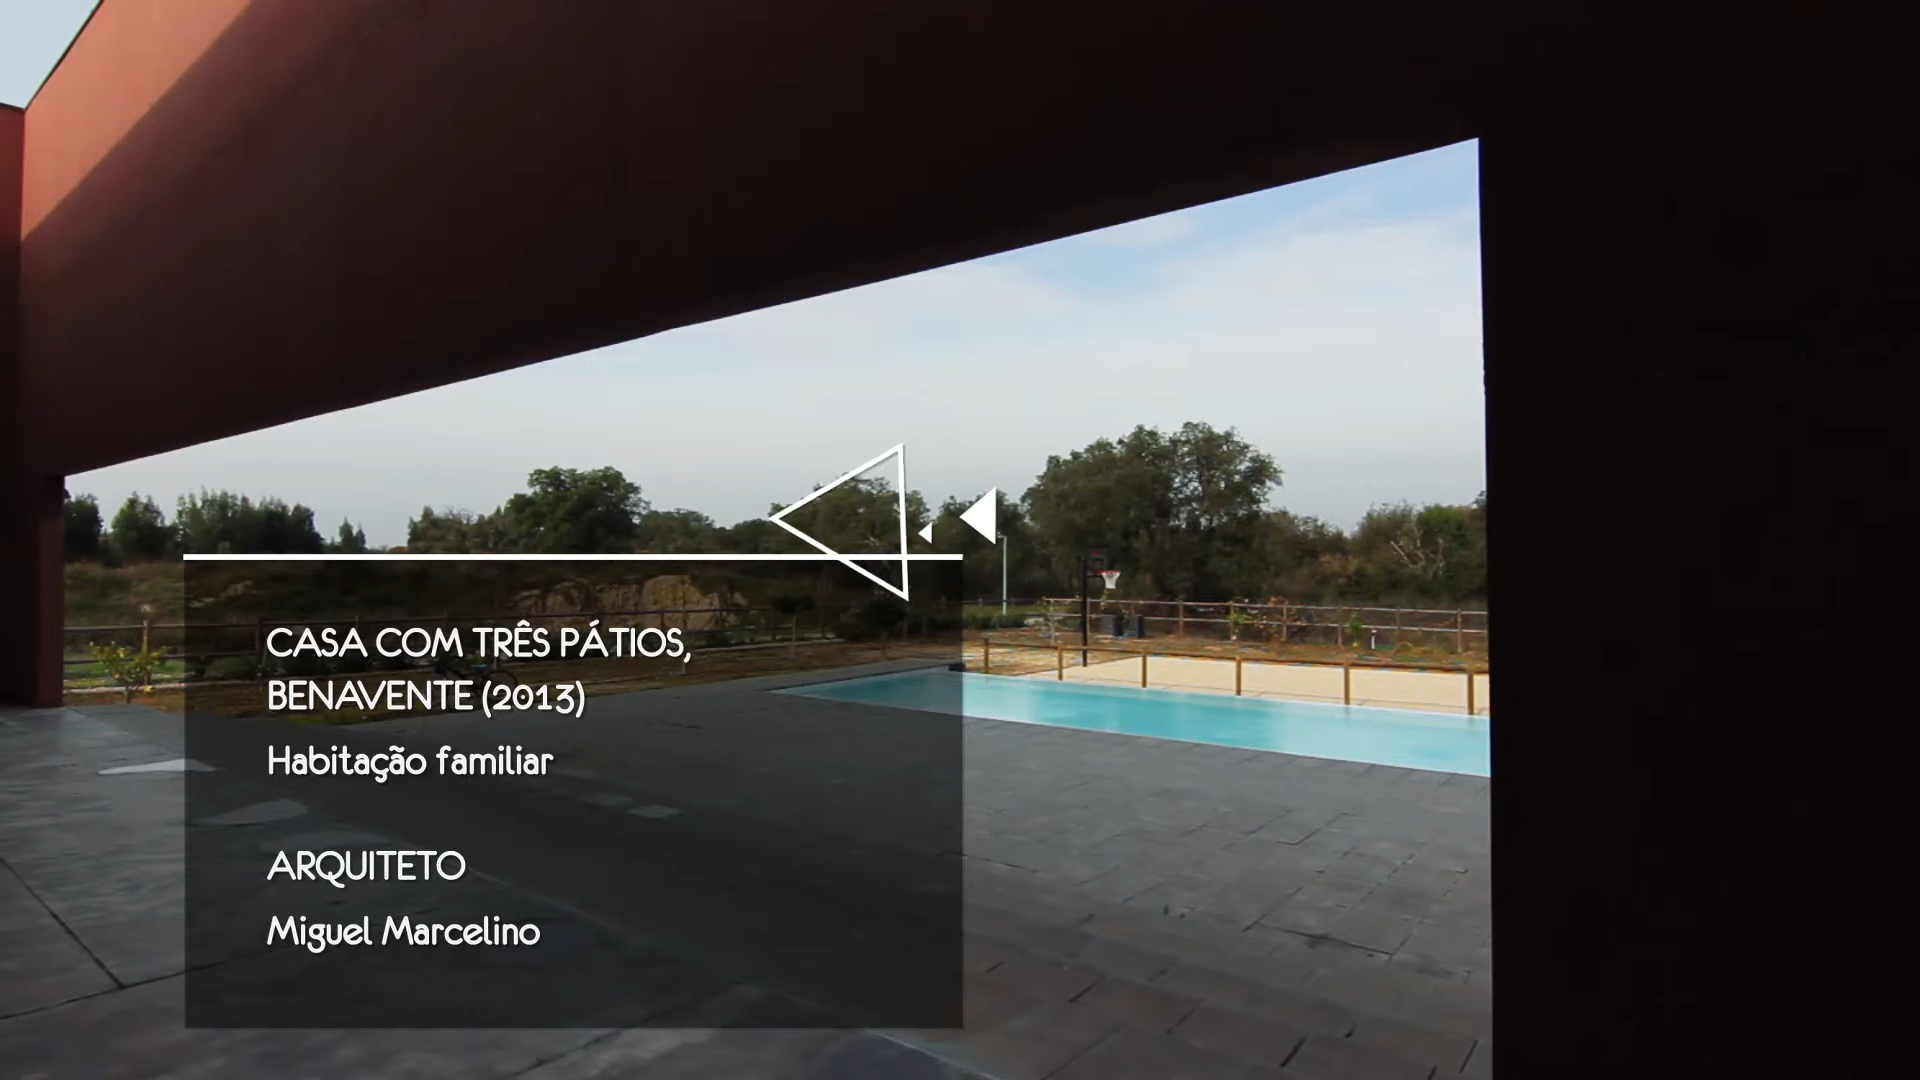 CASA COM TRÊS PÁTIOS,
BENAVENTE (2013)
Habitação familiar
ARQUITETO
Miguel Marcelino